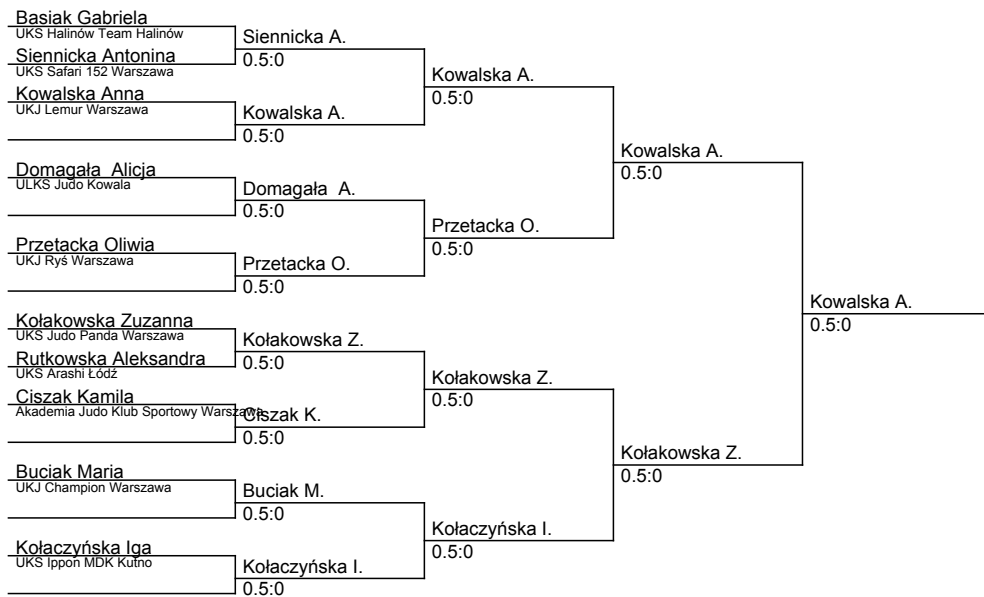 Basiak Gabriela
UKS Halinów Team Halinów
Siennicka Antonina
UKS Safari 152 Warszawa
Kowalska Anna
UKJ Lemur Warszawa
Domagała  Alicja
ULKS Judo Kowala
Przetacka Oliwia
UKJ Ryś Warszawa
Kołakowska Zuzanna
UKS Judo Panda Warszawa
Rutkowska Aleksandra
UKS Arashi Łódź
Ciszak Kamila
Akademia Judo Klub Sportowy Warszawa
Buciak Maria
UKJ Champion Warszawa
Kołaczyńska Iga
UKS Ippon MDK Kutno
Siennicka A.
0.5:0
Kowalska A.
0.5:0
Domagała  A.
0.5:0
Przetacka O.
0.5:0
Kołakowska Z.
0.5:0
Ciszak K.
0.5:0
Buciak M.
0.5:0
Kołaczyńska I.
0.5:0
Kowalska A.
0.5:0
Przetacka O.
0.5:0
Kołakowska Z.
0.5:0
Kołaczyńska I.
0.5:0
Kowalska A.
0.5:0
Kołakowska Z.
0.5:0
Kowalska A.
0.5:0